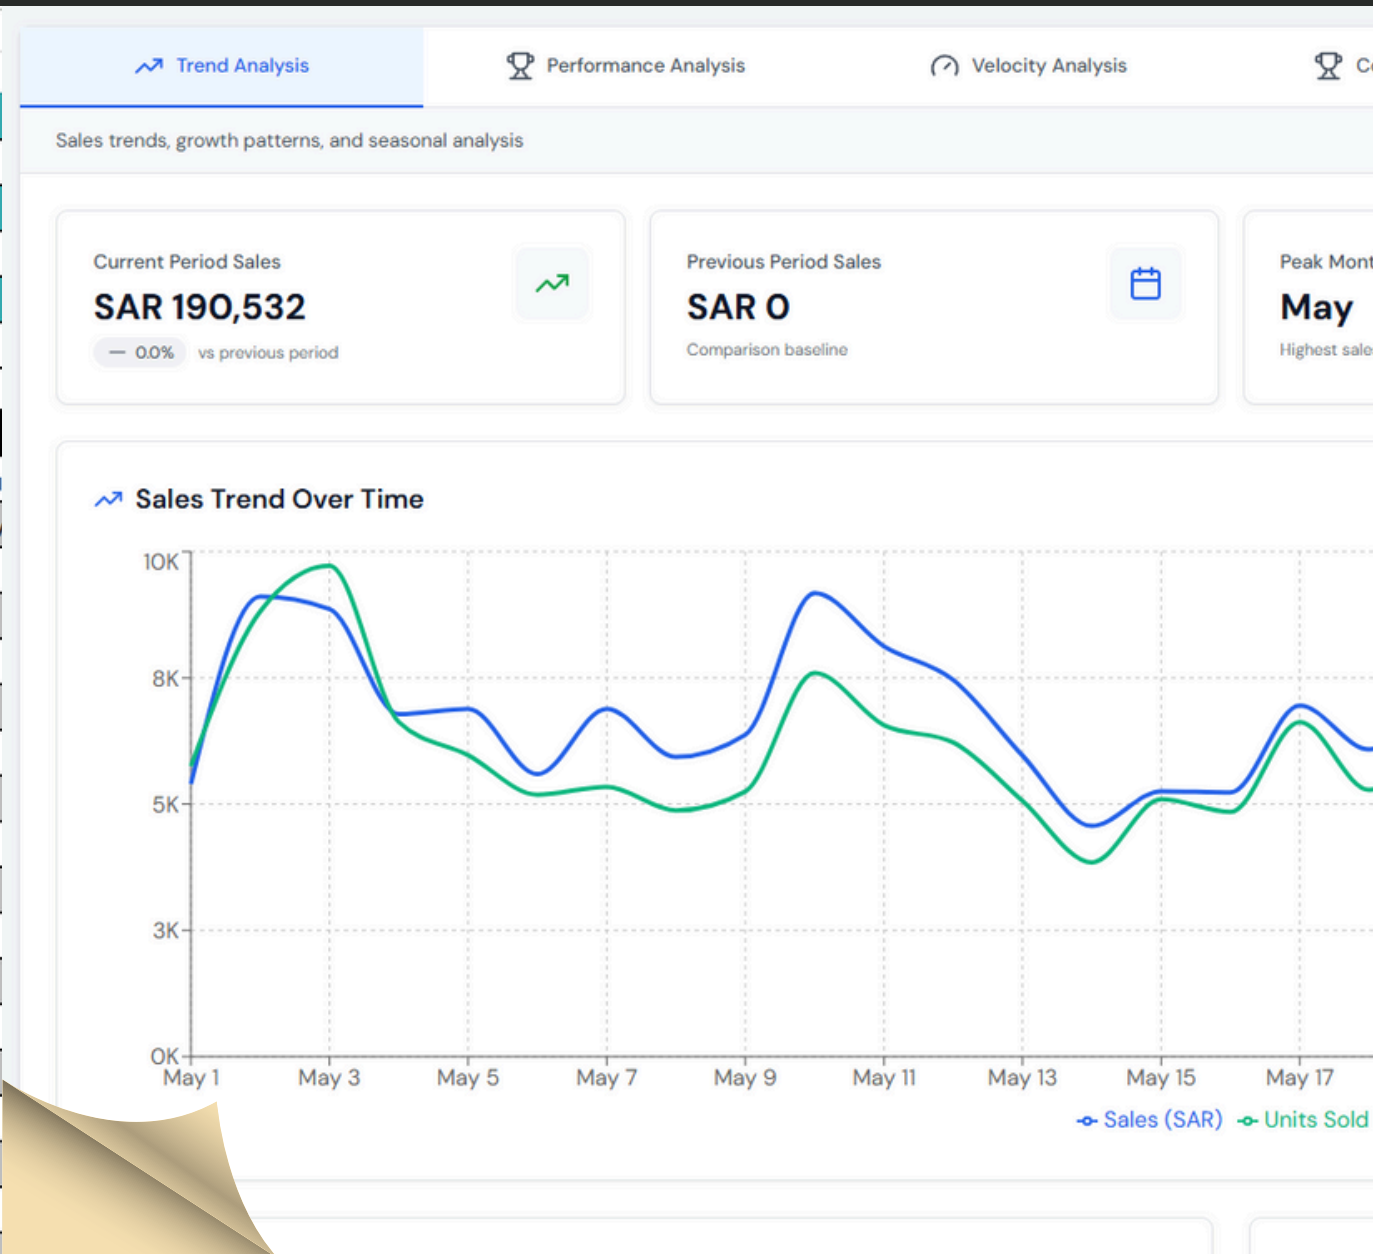 Trend Analysis
Performance Analysis
Velocity Analysis
Sales trends, growth patterns, and seasonal analysis
Current Period Sales
SAR 190,532
— 0.0% vs previous period
Previous Period Sales
SAR 0
Comparison baseline
Peak
May
Highest
Sales Trend Over Time
10K
8K
5K
3K
0K
May 1 May 3 May 5 May 7 May 9 May 11 May 13 May 15 May 17
Sales (SAR) Units Sold